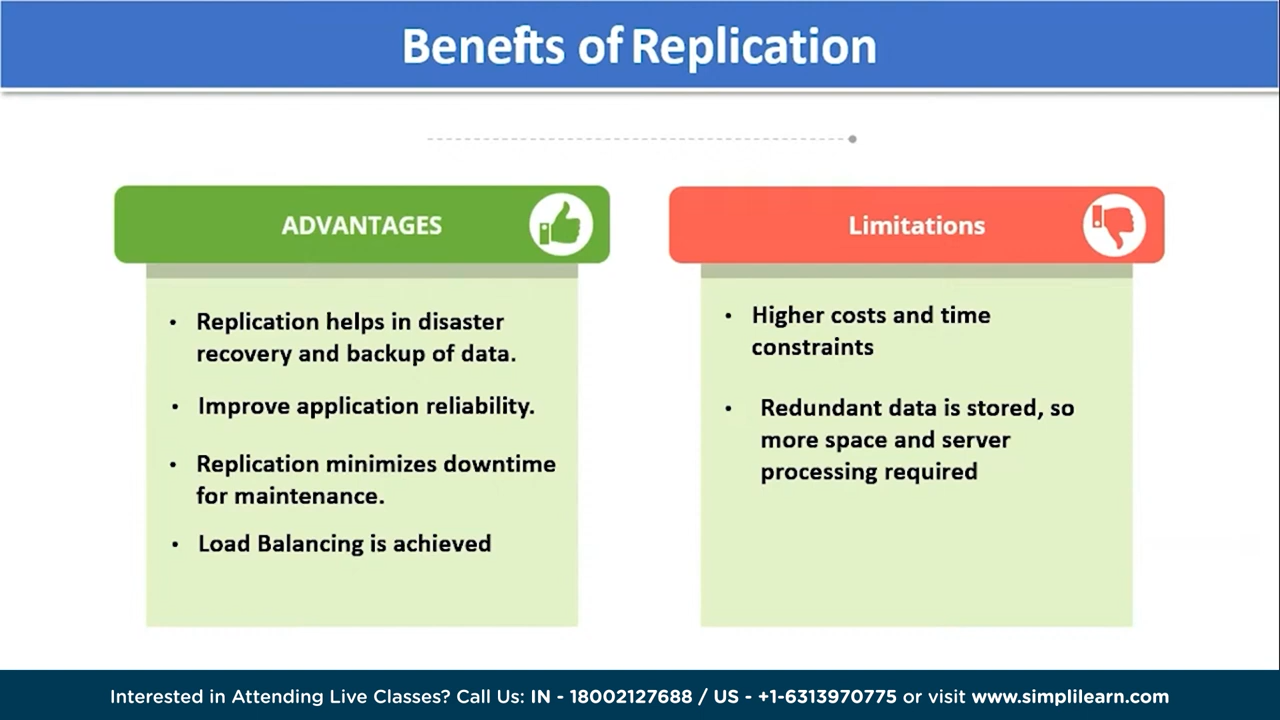 Benefits of Replication
ADVANTAGES
• Replication helps in disaster
recovery and backup of data.
• Improve application reliability.
• Replication minimizes downtime
for maintenance.
• Load Balancing is achieved
Limitations
• Higher costs and time
constraints
• Redundant data is stored, so
more space and server
processing required
Interested in Attending Live Classes? Call Us: IN - 18002127688 / US - +1-6313970775 or visit www.simplilearn.com